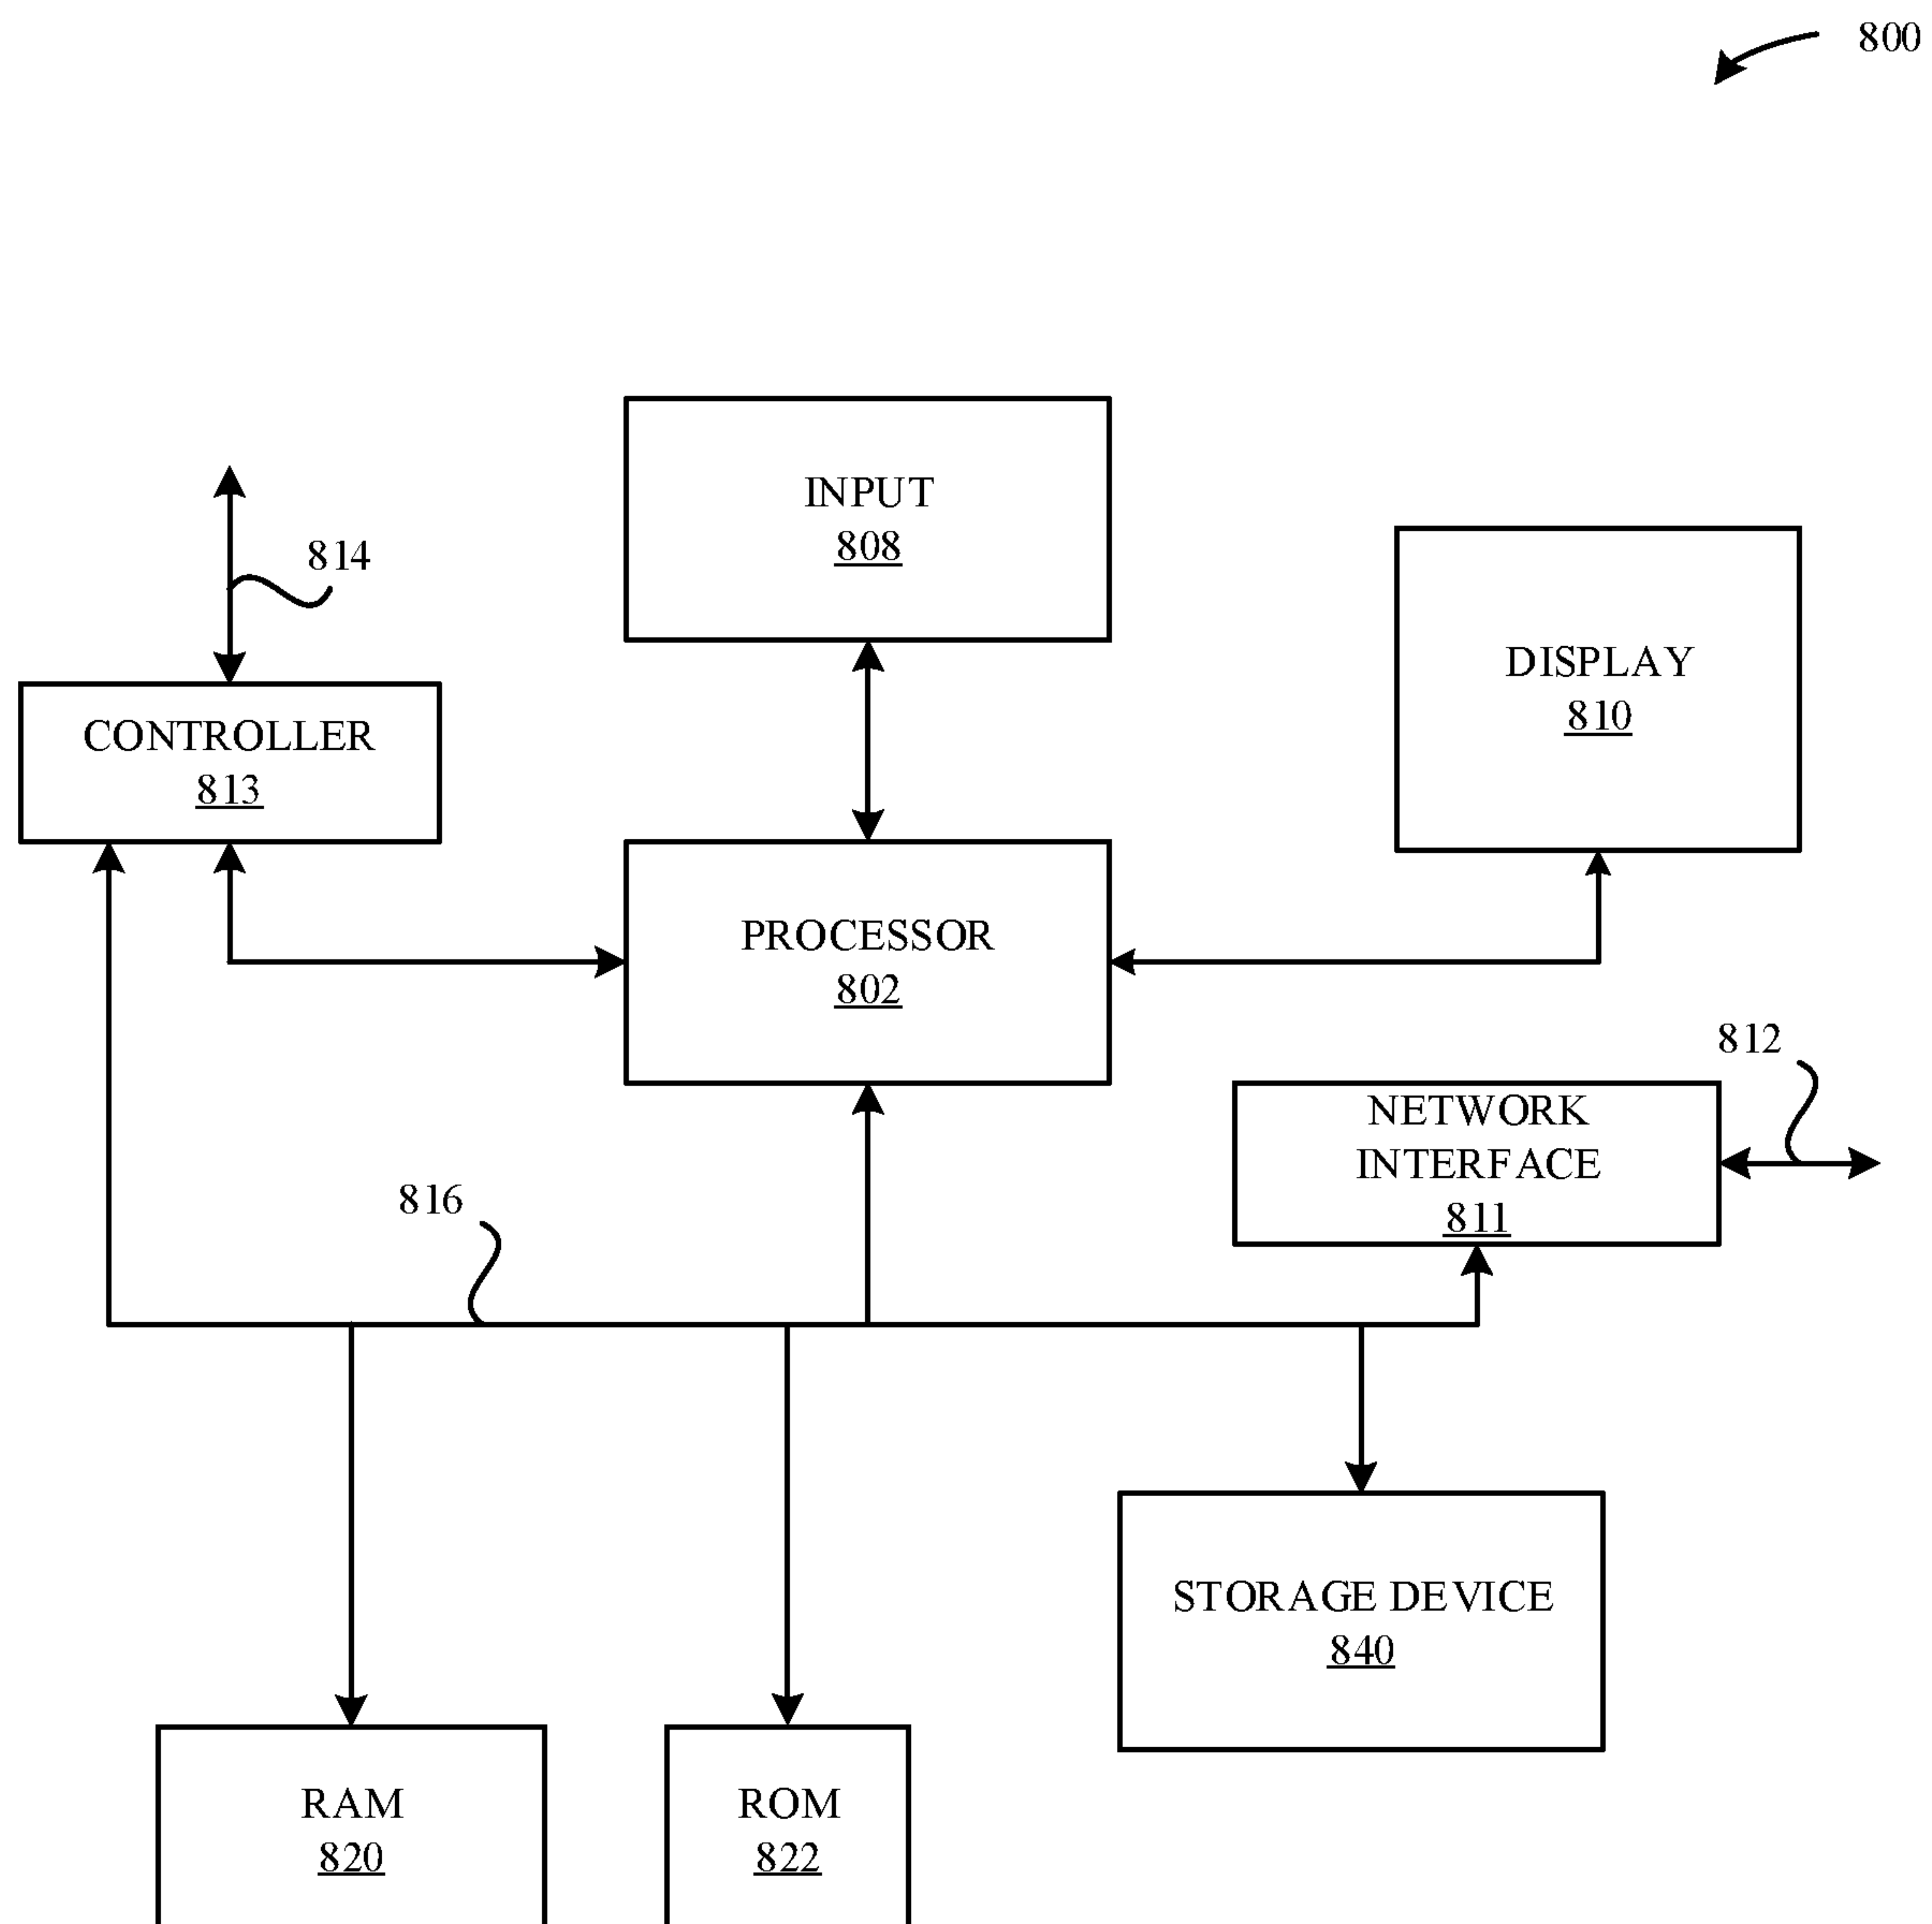 800
INPUT
808
814
DISPLAY
810
CONTROLLER
813
PROCESSOR
802
812
NETWORK
INTERFACE
811
816
STORAGE DEVICE
840
RAM
820
ROM
822